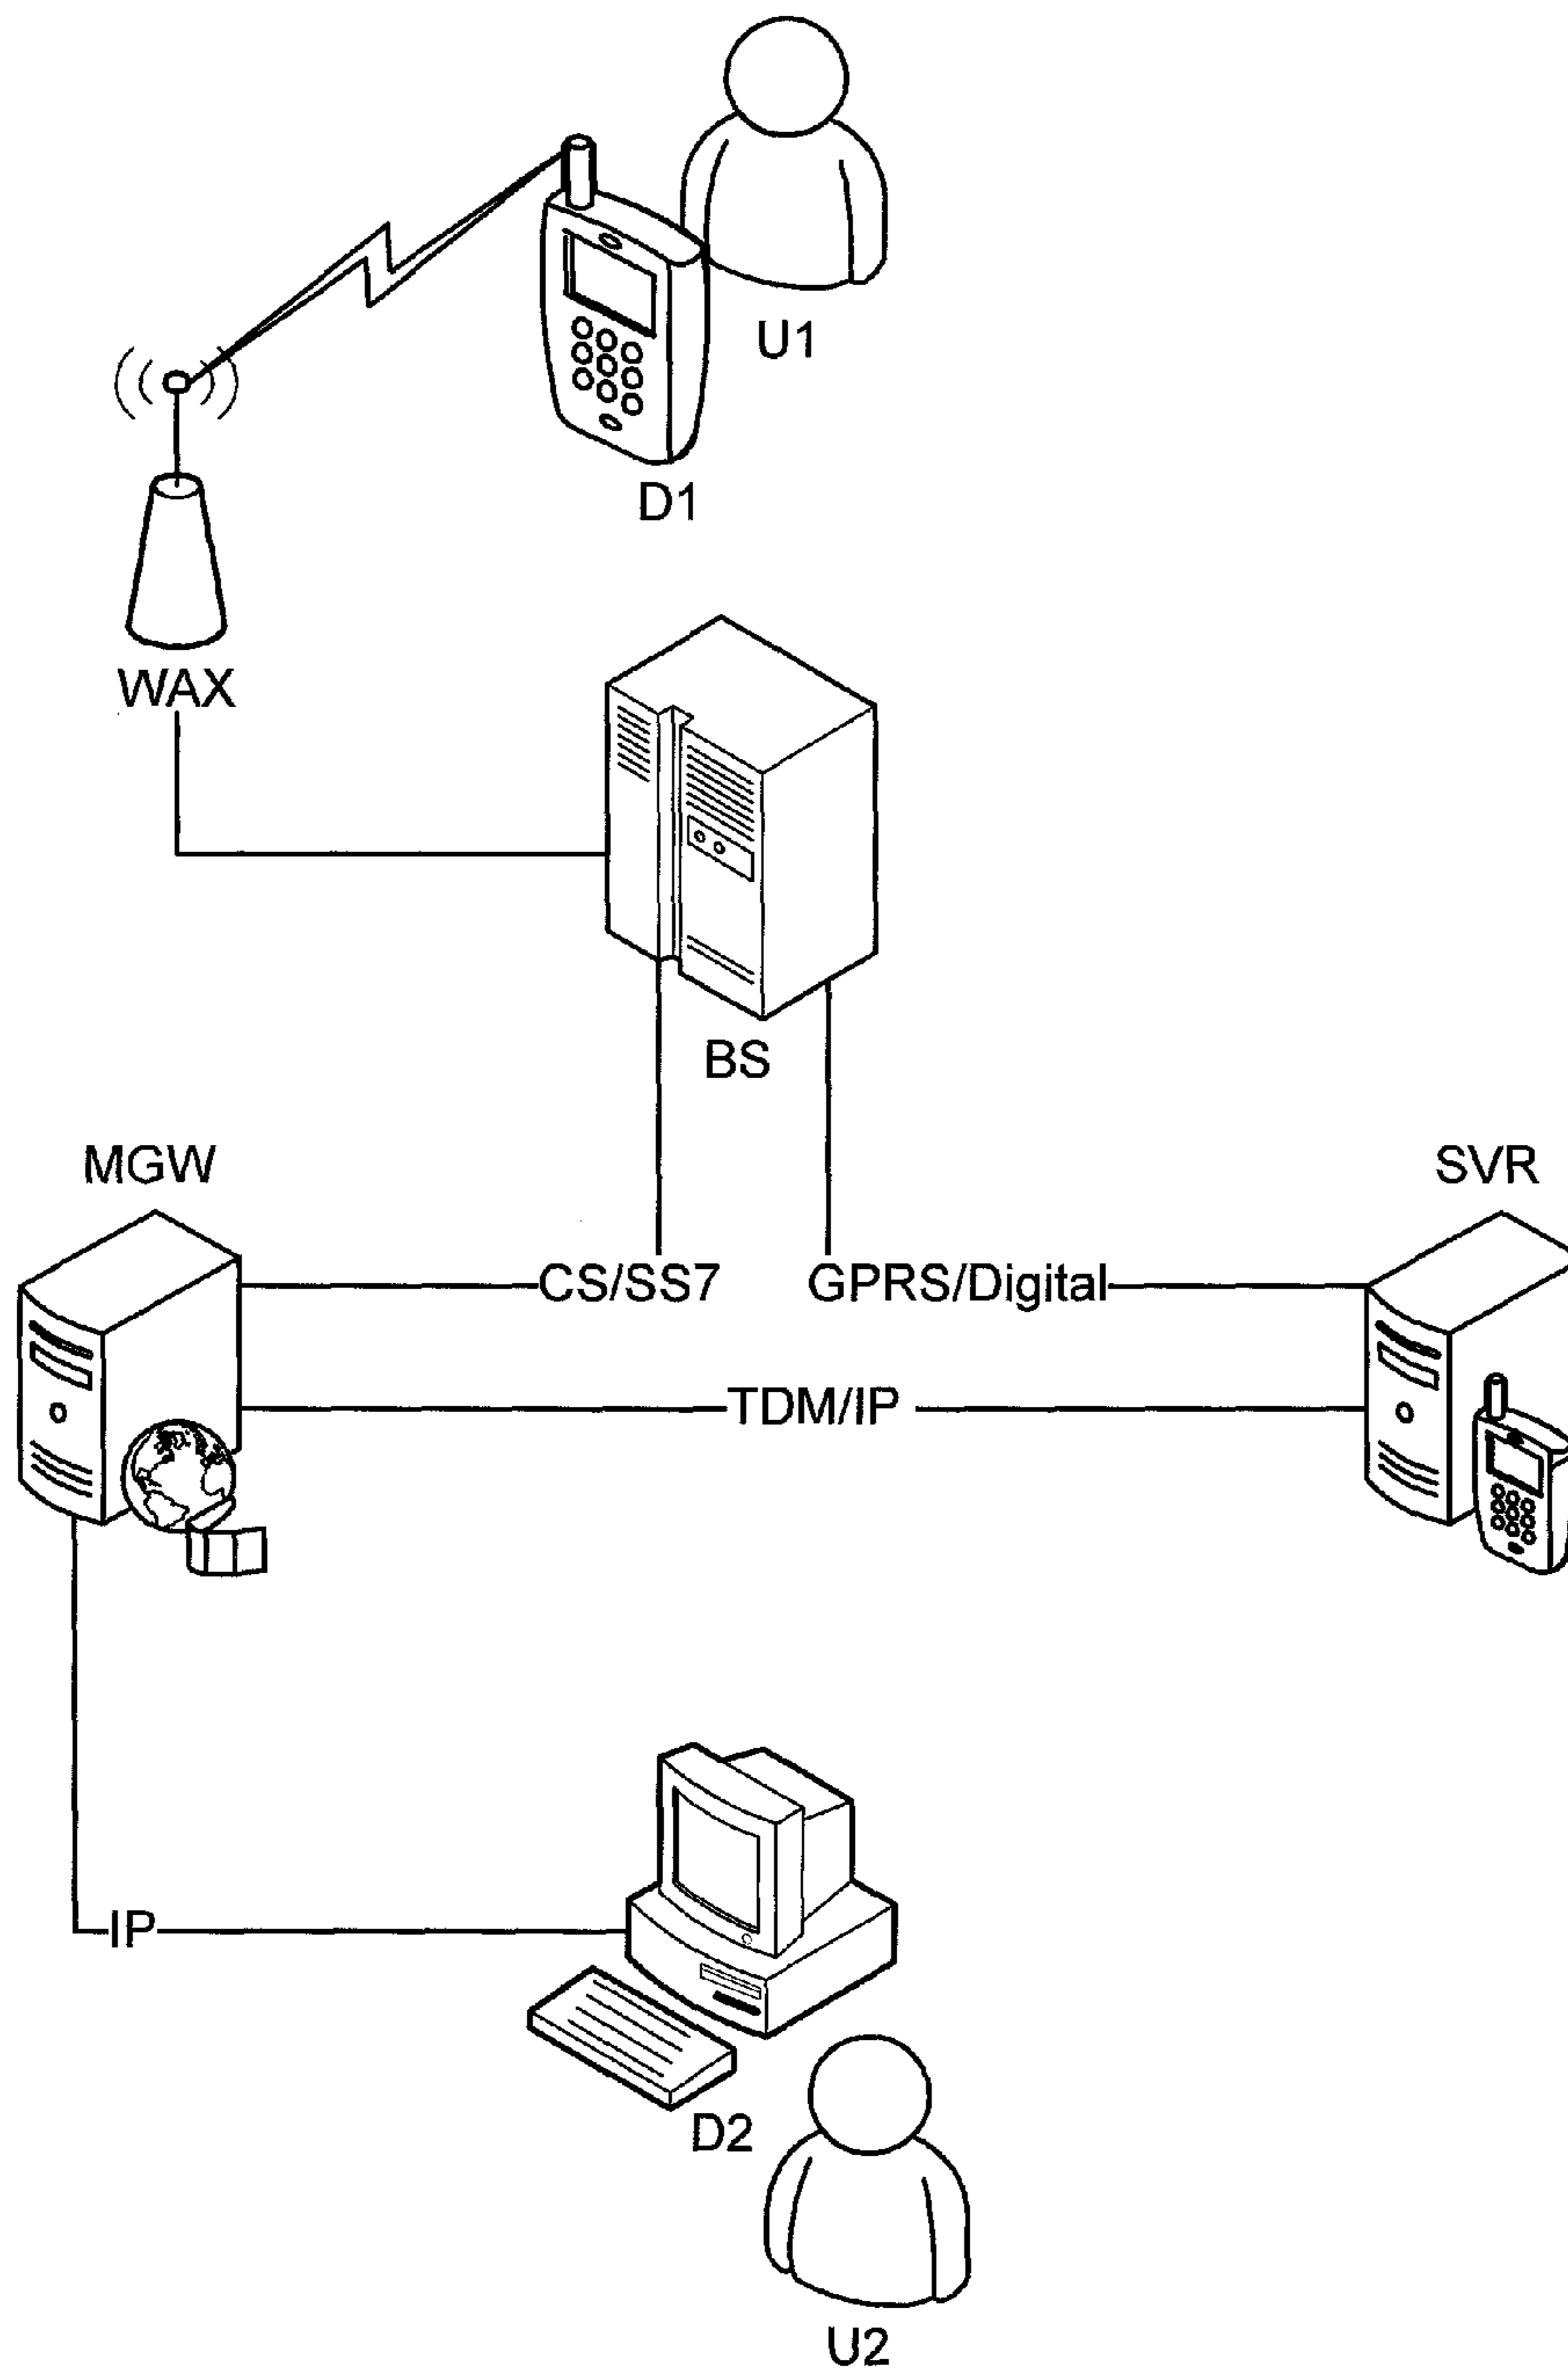 U1
D1
WAX
BS
MGW
SVR
CS/SS7
GPRS/Digital
TDM/IP
IP
D2
U2